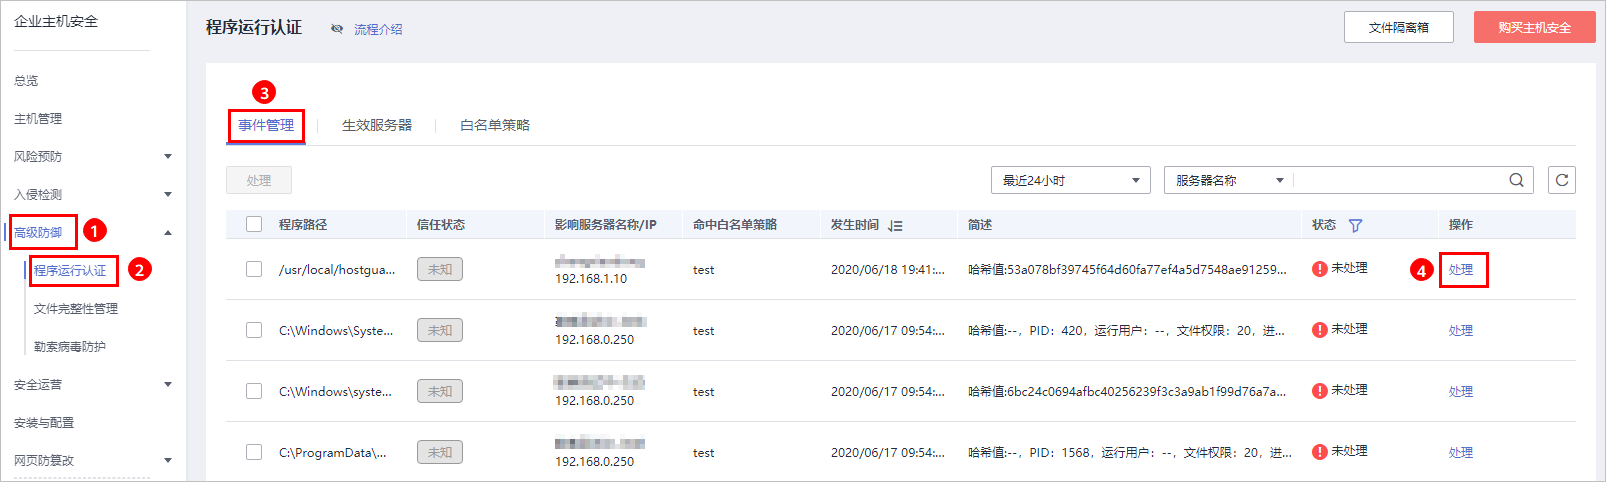 企业主机安全
总览
主机管理
风险预防
入侵检测
高级防御
1
程序运行认证
2
文件完整性管理
勒索病毒防护
安全运营
安装与配置
网页防篡改
程序运行认证 流程介绍 文件隔离箱 购买主机安全
3
事件管理 生效服务器 白名单策略
处理 最近24小时 服务器名称
程序路径 信任状态 影响服务器名称/IP 命中白名单策略 发生时间 简述 状态 操作
/usr/local/hostgua... 未知 192.168.1.10 test 2020/06/18 19:41:... 哈希值:53a078bf39745f64d60fa77ef4a5d7548ae91259... 未处理 4 处理
C:\Windows\Syste... 未知 192.168.0.250 test 2020/06/17 09:54:... 哈希值:--, PID: 420, 运行用户: --, 文件权限: 20, 进... 未处理 处理
C:\Windows\syste... 未知 192.168.0.250 test 2020/06/17 09:54:... 哈希值:6bc24c0694afbc40256239f3c3a9ab1f99d76a7a... 未处理 处理
C:\ProgramData\... 未知 192.168.0.250 test 2020/06/17 09:54:... 哈希值:--, PID: 1568, 运行用户: --, 文件权限: 20, 进... 未处理 处理